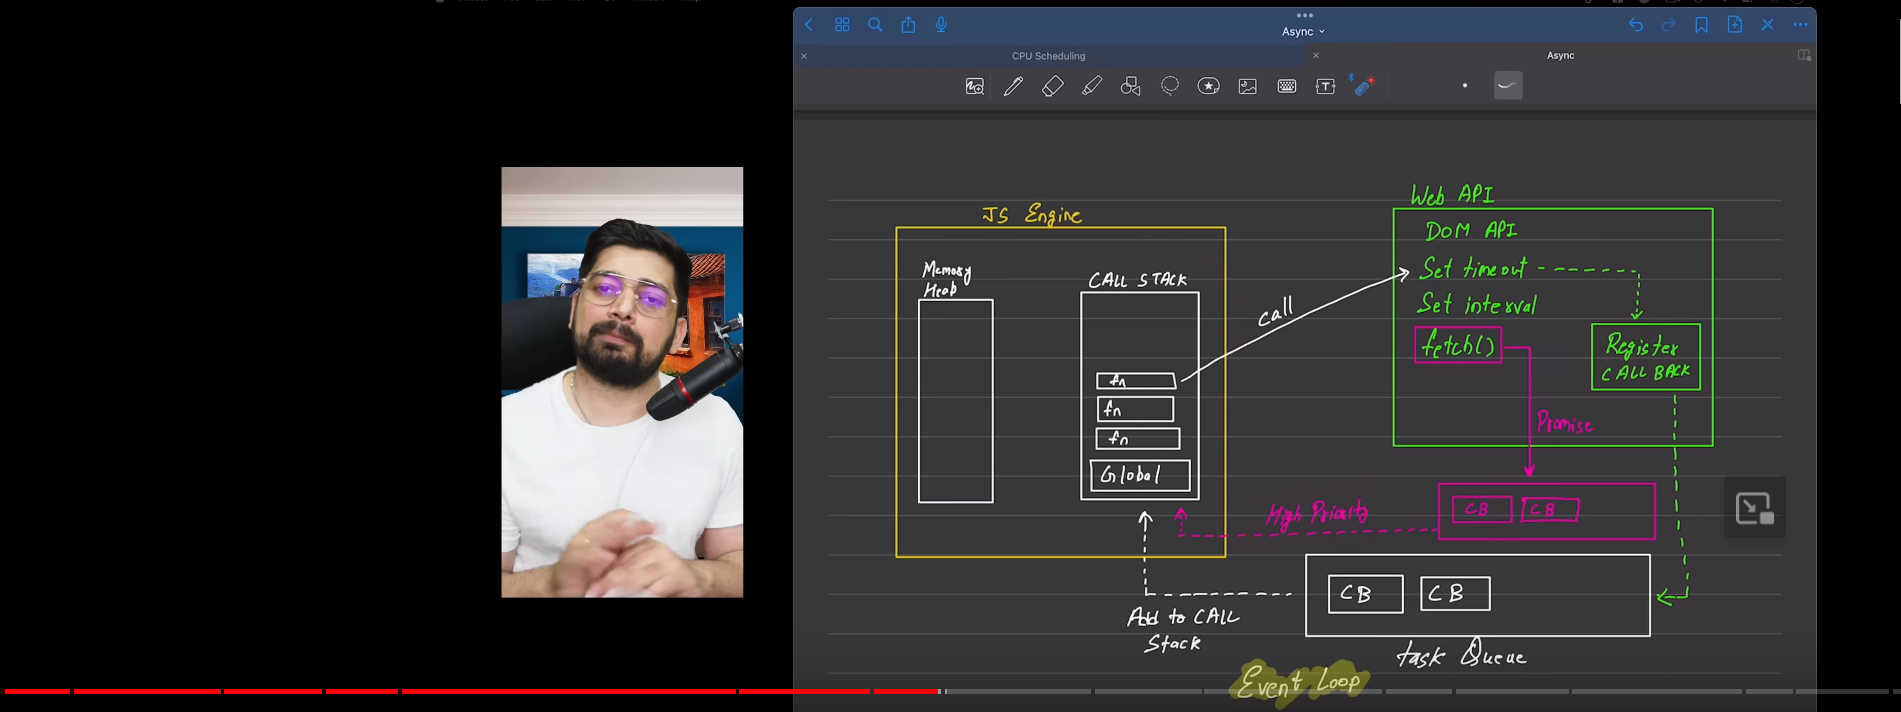 Async
CPU Scheduling
Async
JS Engine
Memory
Heap
CALL STACK
fn
fn
fn
Global
call
Web API
DOM API
Set timeout
Set interval
fetch()
Register
CALL BACK
Promise
High Priority
CB CB
CB CB
Add to CALL
Stack
task Queue
Event Loop